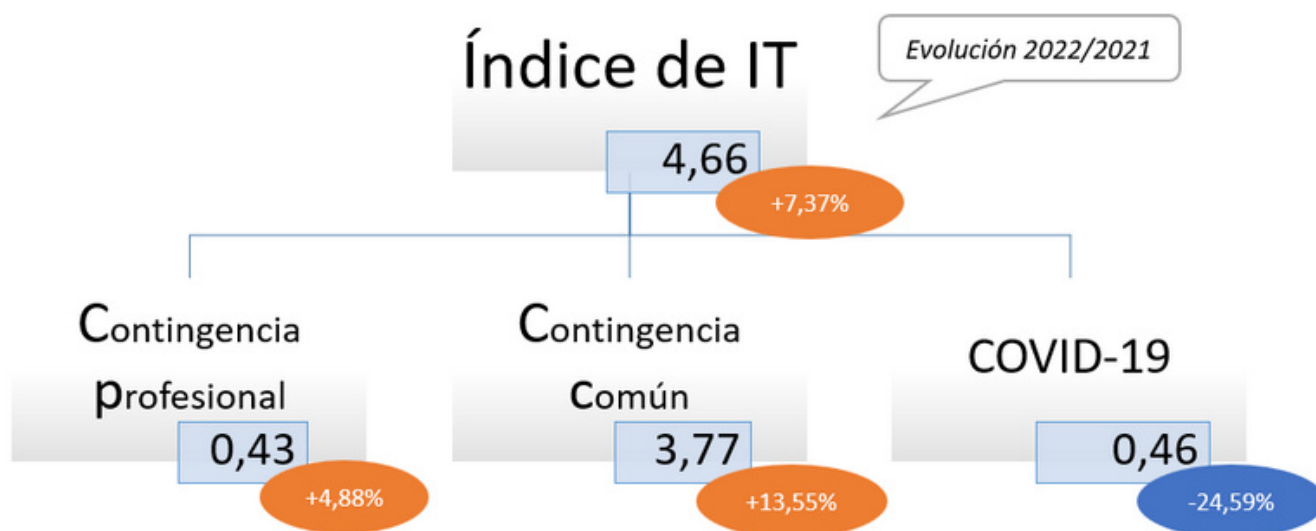 Índice de IT
Evolución 2022/2021
4,66
+7,37%
Contingencia
profesional
0,43
+4,88%
Contingencia
común
3,77
+13,55%
COVID-19
0,46
-24,59%